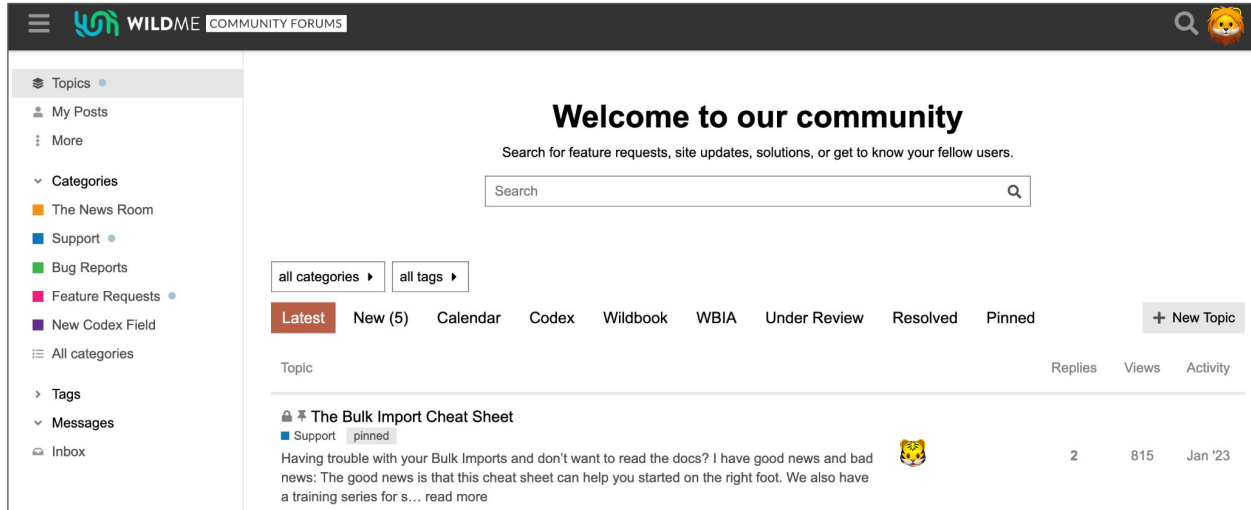 WILDME COMMUNITY FORUMS
Topics
My Posts
More
Categories
The News Room
Support
Bug Reports
Feature Requests
New Codex Field
All categories
Tags
Messages
Inbox
Welcome to our community
Search for feature requests, site updates, solutions, or get to know your fellow users.
Search
all categories all tags
Latest New (5) Calendar Codex Wildbook WBIA Under Review Resolved Pinned + New Topic
Topic Replies Views Activity
The Bulk Import Cheat Sheet
Support pinned
Having trouble with your Bulk Imports and don’t want to read the docs? I have good news and bad
news: The good news is that this cheat sheet can help you started on the right foot. We also have
a training series for s… read more
2 815 Jan '23